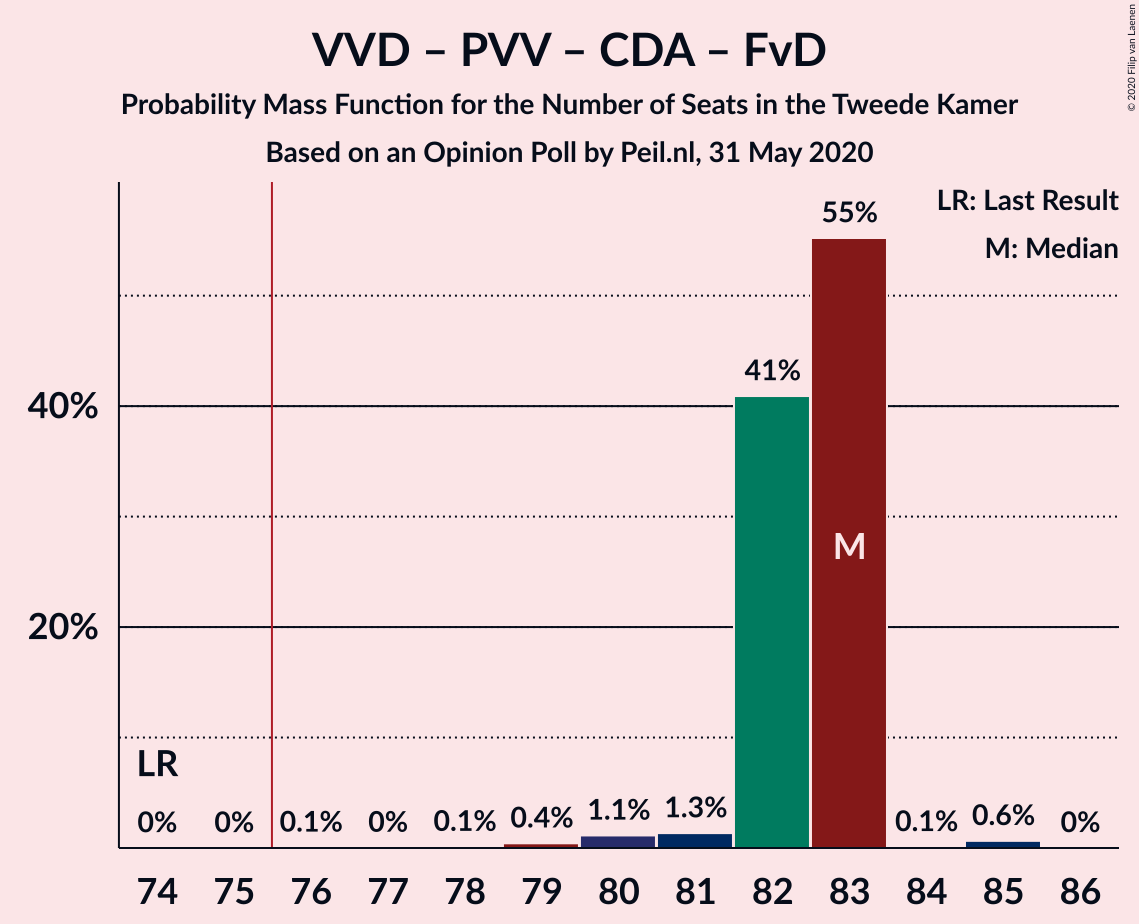 VVD – PVV – CDA – FvD
Probability Mass Function for the Number of Seats in the Tweede Kamer
Based on an Opinion Poll by Peil.nl, 31 May 2020
© 2020 Filip van Laenen
LR: Last Result
M: Median
55%
41%
40%
M
20%
LR
0% 0% 0.1% 0% 0.1% 0.4% 1.1% 1.3% 0.1% 0.6% 0%
74 75 76 77 78 79 80 81 82 83 84 85 86